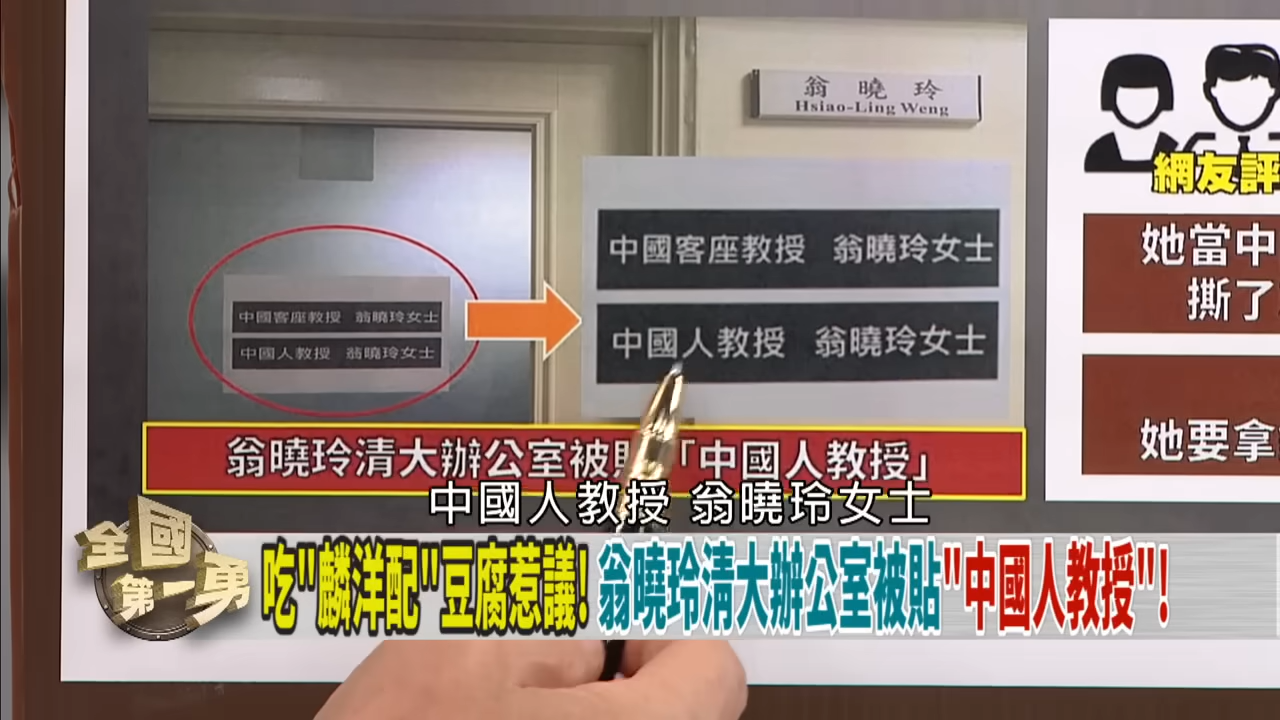 翁曉玲
Hsiao-Ling Weng
中國客座教授 翁曉玲女士
中國人教授 翁曉玲女士
中國客座教授 翁曉玲女士
中國人教授 翁曉玲女士
網友評
她當中
撕了
她要拿
翁曉玲清大辦公室被貼「中國人教授」
中國人教授 翁曉玲女士
全國第一勇
吃"麟洋配"豆腐惹議! 翁曉玲清大辦公室被貼"中國人教授"!